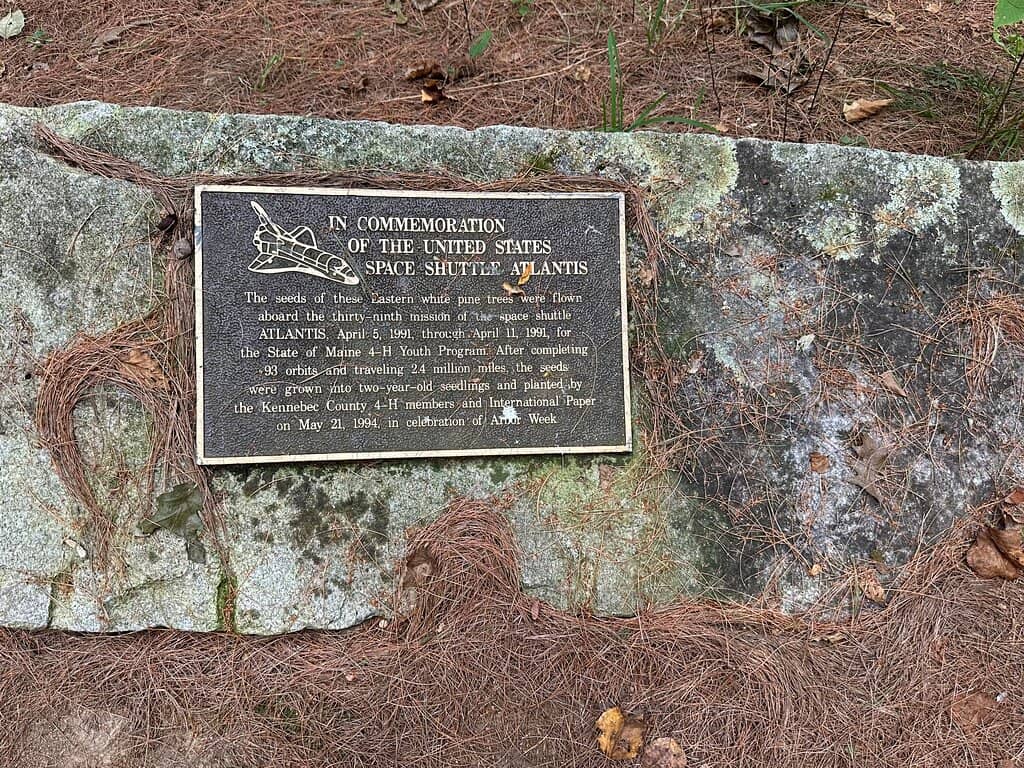 IN COMMEMORATION
OF THE UNITED STATES
SPACE SHUTTLE ATLANTIS
The seeds of these Eastern white pine trees were flown
aboard the thirty-ninth mission of the space shuttle
ATLANTIS, April 5, 1991, through April 11, 1991, for
the State of Maine 4-H Youth Program. After completing
93 orbits and traveling 2.4 million miles, the seeds
were grown into two-year-old seedlings and planted by
the Kennebec County 4-H members and International Paper
on May 21, 1994, in celebration of Arbor Week